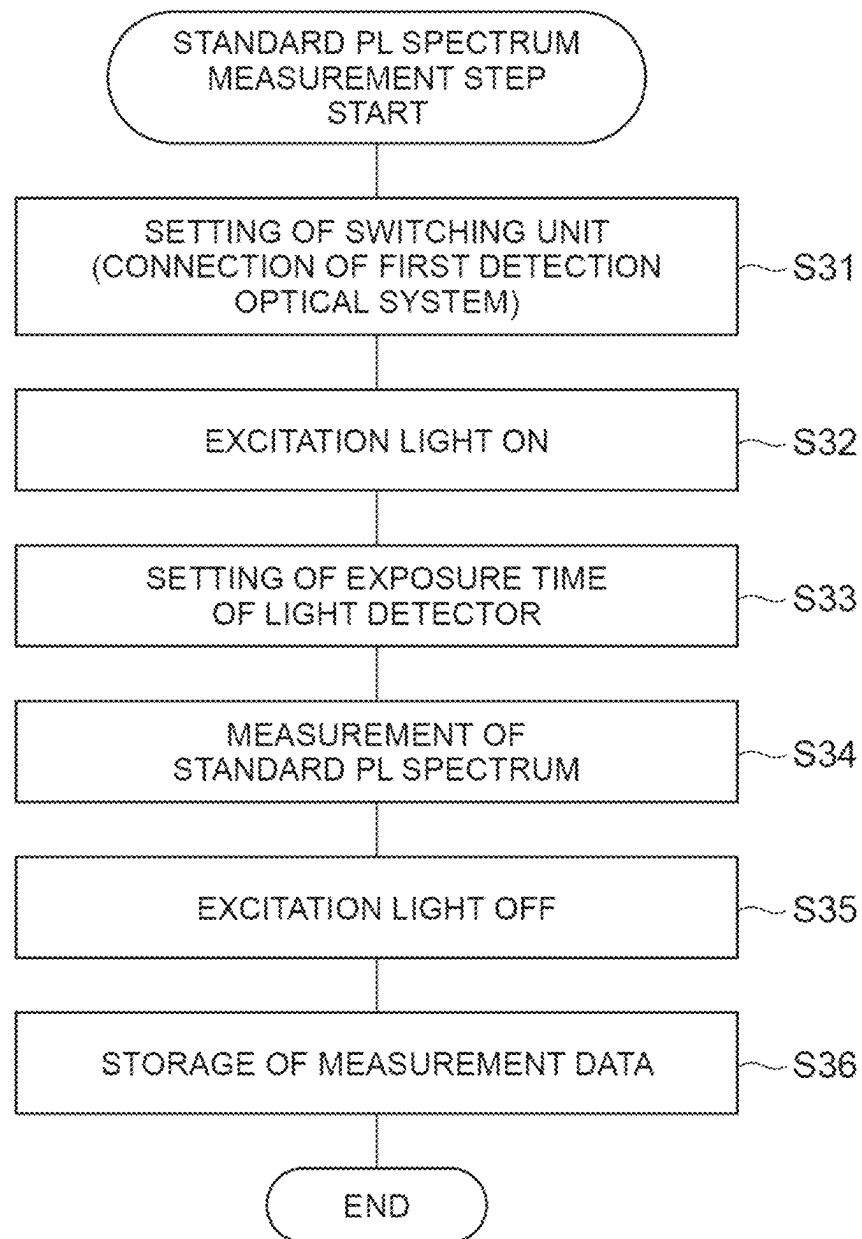 STANDARD PL SPECTRUM
MEASUREMENT STEP
START
SETTING OF SWITCHING UNIT
(CONNECTION OF FIRST DETECTION
OPTICAL SYSTEM)
S31
EXCITATION LIGHT ON
S32
SETTING OF EXPOSURE TIME
OF LIGHT DETECTOR
S33
MEASUREMENT OF
STANDARD PL SPECTRUM
S34
EXCITATION LIGHT OFF
S35
STORAGE OF MEASUREMENT DATA
S36
END